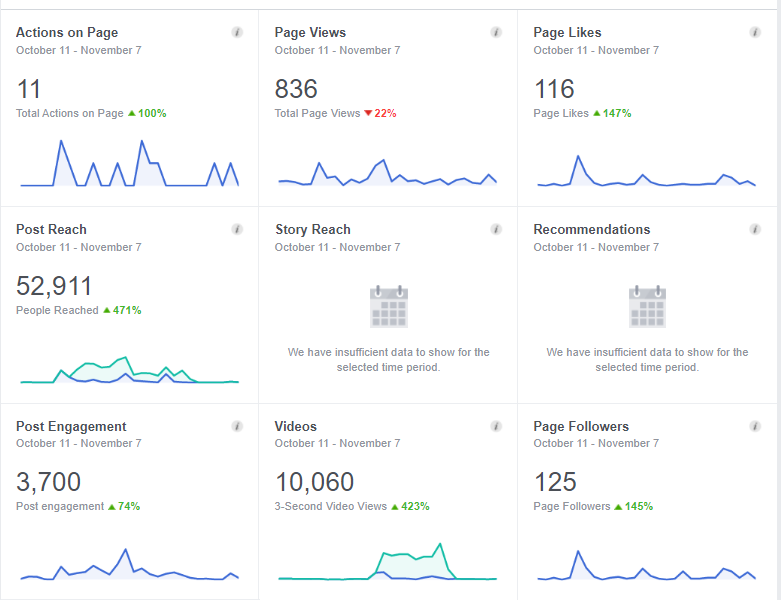 Actions on Page
October 11 - November 7
11
Total Actions on Page ▲ 100%
Page Views
October 11 - November 7
836
Total Page Views ▼ 22%
Page Likes
October 11 - November 7
116
Page Likes ▲ 147%
Post Reach
October 11 - November 7
52,911
People Reached ▲ 471%
Story Reach
October 11 - November 7
We have insufficient data to show for the
selected time period.
Recommendations
October 11 - November 7
We have insufficient data to show for the
selected time period.
Post Engagement
October 11 - November 7
3,700
Post engagement ▲ 74%
Videos
October 11 - November 7
10,060
3-Second Video Views ▲ 423%
Page Followers
October 11 - November 7
125
Page Followers ▲ 145%